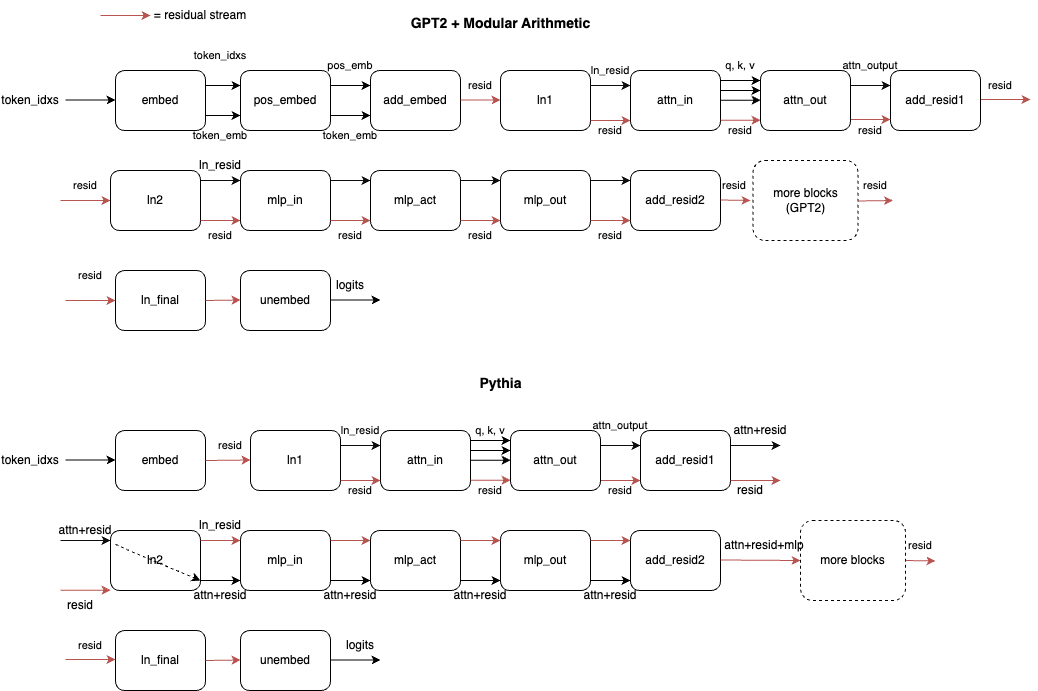 = residual stream
GPT2 + Modular Arithmetic
token_idxs
embed
token_idxs
token_emb
pos_embed
pos_emb
token_emb
add_embed
resid
ln1
ln_resid
resid
attn_in
q, k, v
resid
attn_out
attn_output
resid
add_resid1
resid
resid
ln2
ln_resid
resid
mlp_in
resid
mlp_act
resid
mlp_out
resid
add_resid2
resid
more blocks
(GPT2)
resid
resid
ln_final
unembed
logits
Pythia
token_idxs
embed
resid
ln1
ln_resid
resid
attn_in
q, k, v
resid
attn_out
attn_output
resid
add_resid1
attn+resid
resid
attn+resid
resid
ln2
ln_resid
attn+resid
mlp_in
attn+resid
mlp_act
attn+resid
mlp_out
attn+resid
add_resid2
attn+resid+mlp
more blocks
resid
resid
ln_final
unembed
logits